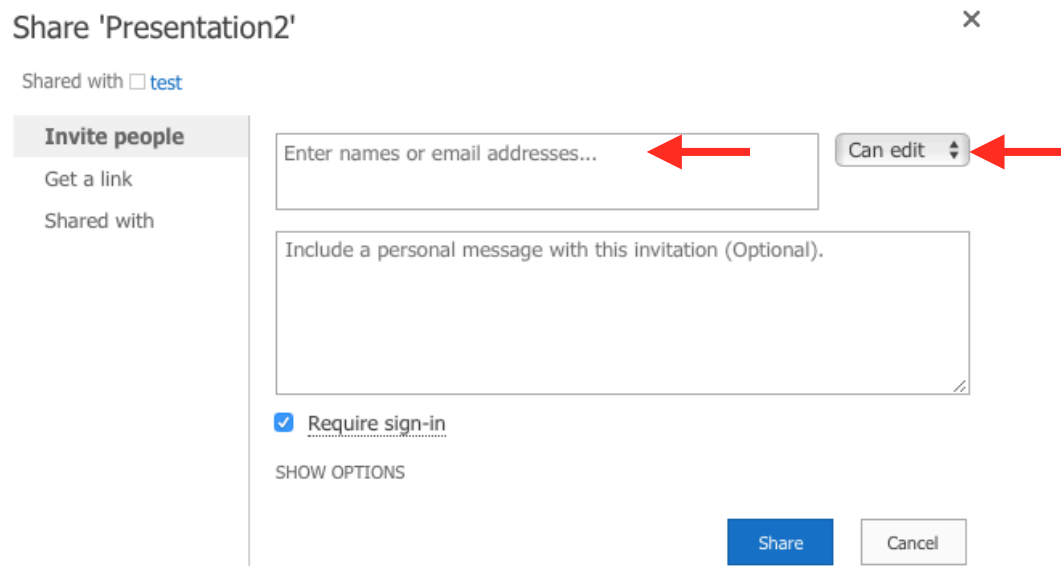 Share 'Presentation2'
Shared with test
Invite people
Get a link
Shared with
Enter names or email addresses...
Can edit
Include a personal message with this invitation (Optional).
Require sign-in
SHOW OPTIONS
Share
Cancel